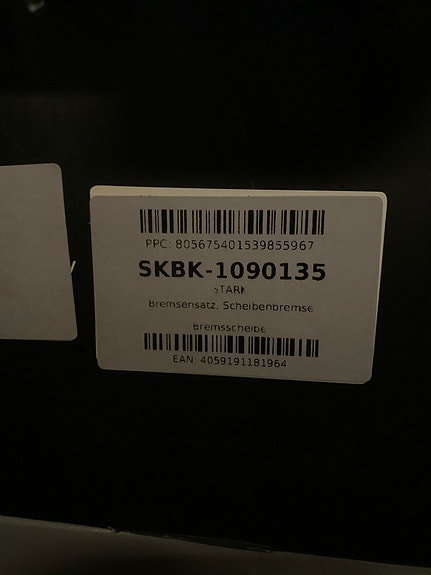 PPC: 805675401539855967
SKBK-1090135
STARK
Bremsensatz, Scheibenbremse
Bremsscheibe
EAN 4059191181964